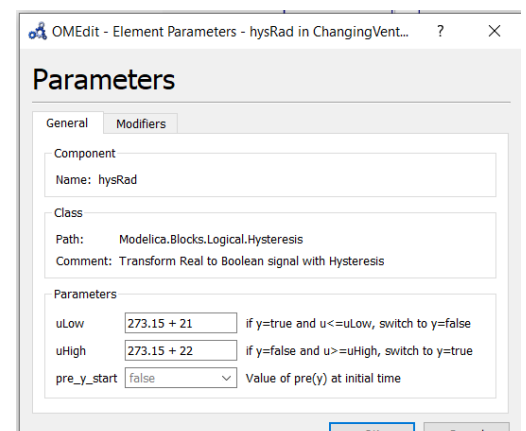 OMEdit - Element Parameters - hysRad in ChangingVent... ? ×
Parameters
General Modifiers
Component
Name: hysRad
Class
Path: Modelica.Blocks.Logical.Hysteresis
Comment: Transform Real to Boolean signal with Hysteresis
Parameters
uLow 273.15 + 21 if y=true and u<=uLow, switch to y=false
uHigh 273.15 + 22 if y=false and u>=uHigh, switch to y=true
pre_y_start false Value of pre(y) at initial time